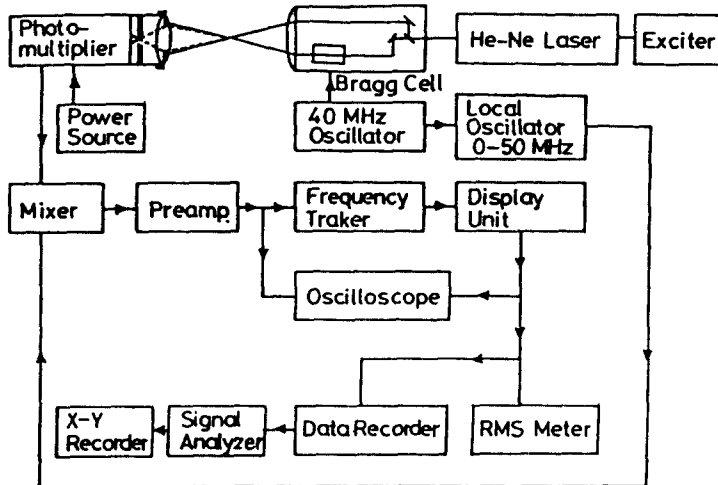 Photo-
multiplier
He-Ne Laser
Exciter
Bragg Cell
Power
Source
40 MHz
Oscillator
Local
Oscillator
0-50 MHz
Mixer
Preamp.
Frequency
Traker
Display
Unit
Oscilloscope
X-Y
Recorder
Signal
Analyzer
Data Recorder
RMS Meter